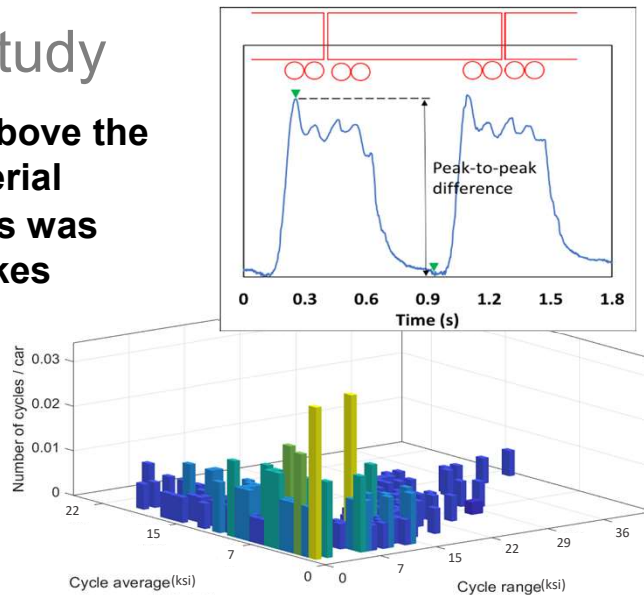 tudy
bove the
erial
s was
kes
Peak-to-peak
difference
0 0.3 0.6 0.9 1.2 1.5 1.8
Time (s)
Number of cycles / car
0.03
0.02
0.01
0
22
15
7
0
Cycle average(ksi)
0
7
15
22
29
36
Cycle range(ksi)